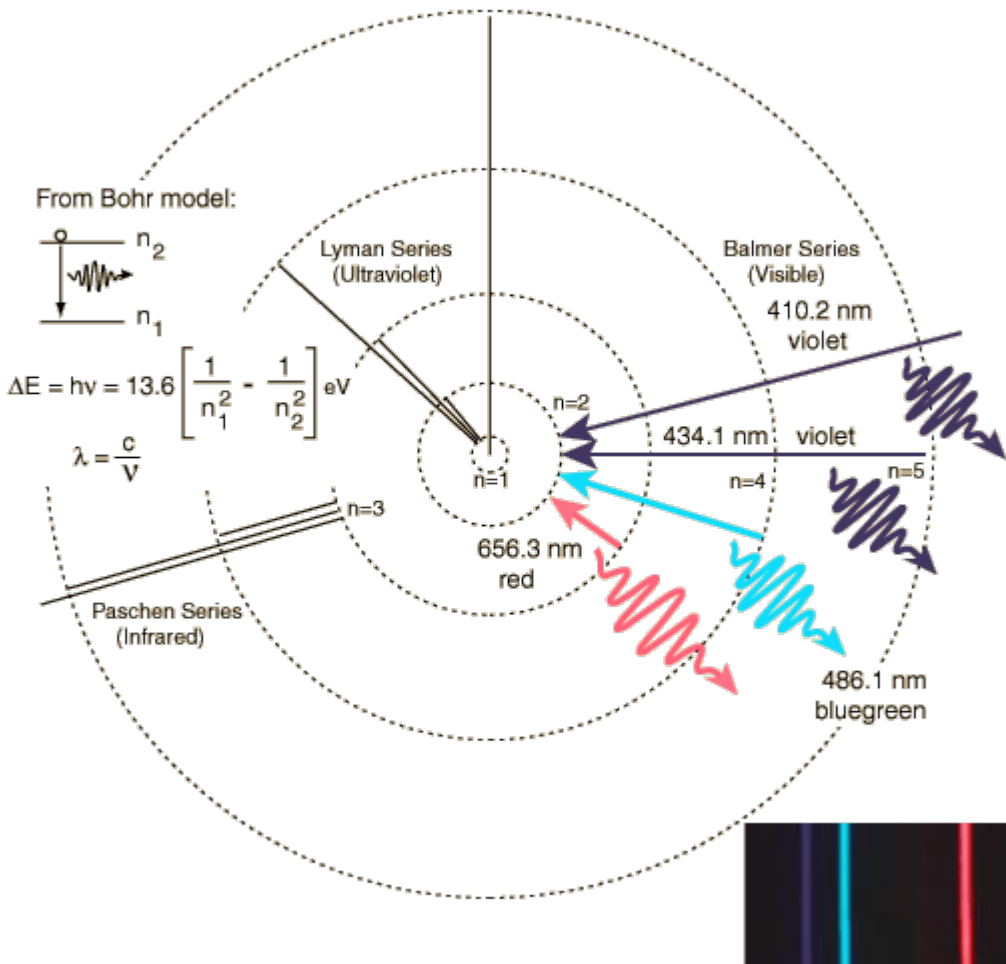 From Bohr model:
n₂
n₁
ΔE = hν = 13.6 [ 1/n₁² - 1/n₂² ] eV
λ = c/ν
Lyman Series
(Ultraviolet)
Balmer Series
(Visible)
410.2 nm
violet
n=2
434.1 nm violet
n=1
n=4
n=5
n=3
656.3 nm
red
Paschen Series
(Infrared)
486.1 nm
bluegreen